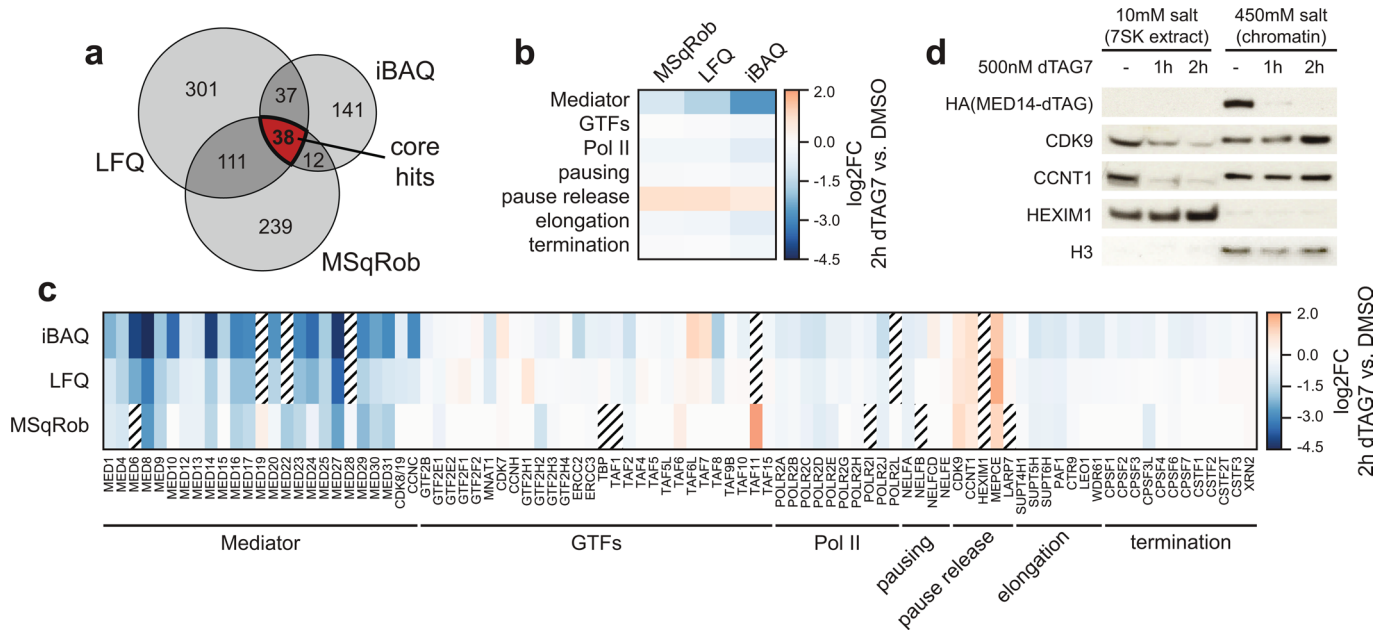 a
301
37
iBAQ
141
38
core
hits
LFQ
111
12
239
MSqRob
b
MSqRob
LFQ
iBAQ
Mediator
GTFs
Pol II
pausing
pause release
elongation
termination
2.0
0.0
-1.5
-3.0
-4.5
log2FC
2h dTAG7 vs. DMSO
d
10mM salt
(7SK extract)
450mM salt
(chromatin)
500nM dTAG7
- 1h 2h - 1h 2h
HA(MED14-dTAG)
CDK9
CCNT1
HEXIM1
H3
c
iBAQ
LFQ
MSqRob
2.0
0.0
-1.5
-3.0
-4.5
log2FC
2h dTAG7 vs. DMSO
MED1
MED4
MED6
MED8
MED9
MED10
MED12
MED13
MED14
MED15
MED16
MED17
MED19
MED20
MED22
MED23
MED24
MED25
MED27
MED28
MED29
MED30
MED31
CDK8/19
CCNC
GTF2B
GTF2E1
GTF2E2
GTF2F1
GTF2F2
MNAT1
CDK7
CCNH
GTF2H1
GTF2H2
GTF2H3
GTF2H4
ERCC2
ERCC3
TBP
TAF1
TAF2
TAF4
TAF5
TAF5L
TAF6
TAF6L
TAF7
TAF8
TAF9B
TAF10
TAF11
TAF15
POLR2A
POLR2B
POLR2C
POLR2D
POLR2E
POLR2G
POLR2H
POLR2I
POLR2J
POLR2L
NELFA
NELFB
NELFCD
NELFE
CDK9
CCNT1
HEXIM1
MEPCE
LARP7
SUPT4H1
SUPT5H
SUPT6H
PAF1
CTR9
LEO1
WDR61
CPSF1
CPSF2
CPSF3
CPSF3L
CPSF4
CPSF6
CPSF7
CSTF1
CSTF2
CSTF2T
CSTF3
XRN2
Mediator
GTFs
Pol II
pausing
pause release
elongation
termination